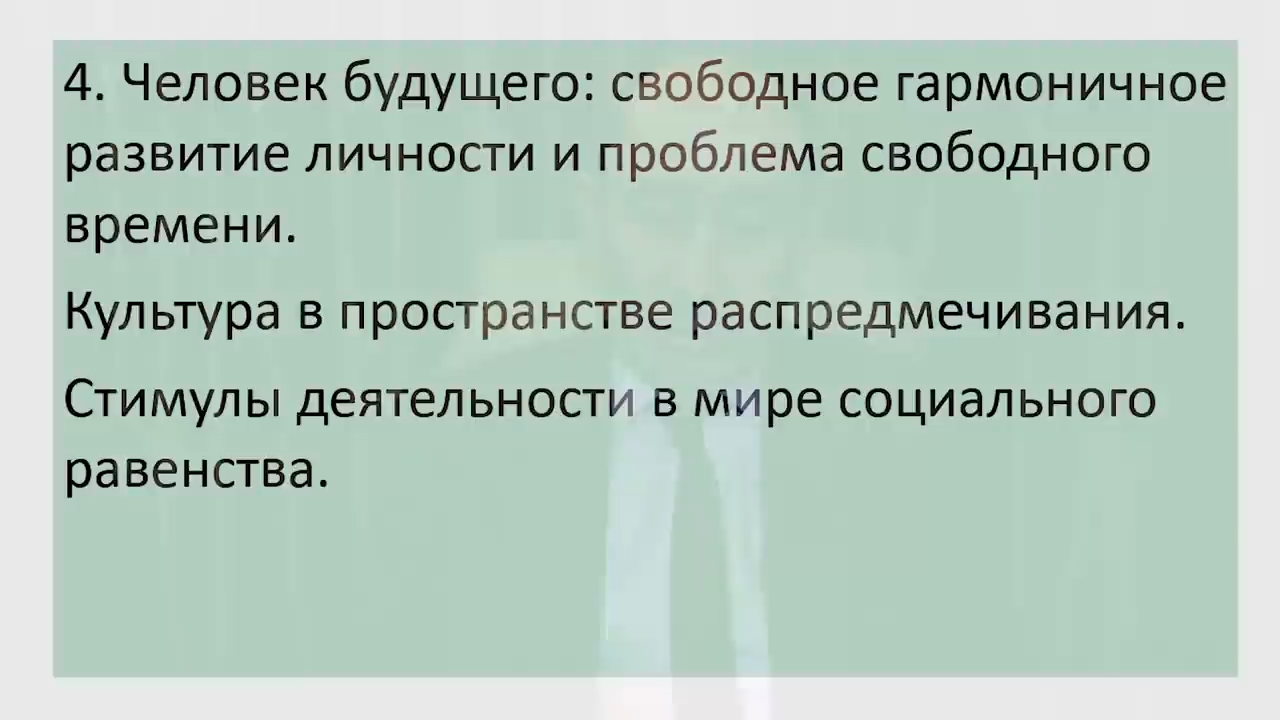 4. Человек будущего: свободное гармоничное
развитие личности и проблема свободного
времени.
Культура в пространстве распредмечивания.
Стимулы деятельности в мире социального
равенства.